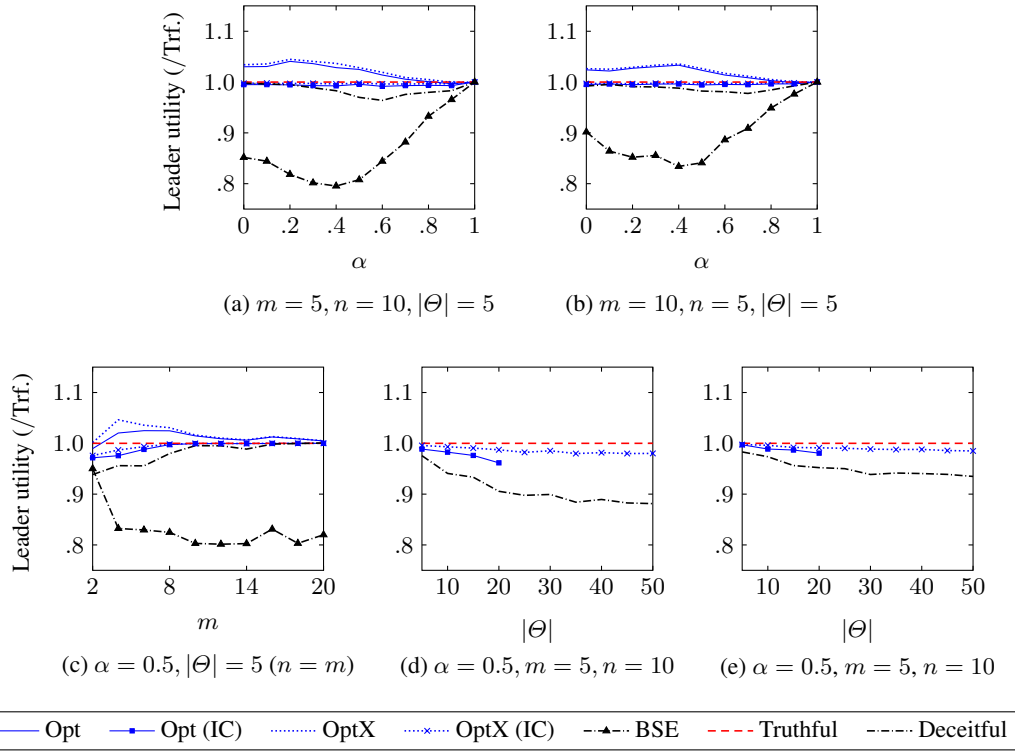 Leader utility (/Trf.)
1.1
1.0
.9
.8
0 .2 .4 .6 .8 1
α
(a) m = 5, n = 10, |Θ| = 5
1.1
1.0
.9
.8
0 .2 .4 .6 .8 1
α
(b) m = 10, n = 5, |Θ| = 5
Leader utility (/Trf.)
1.1
1.0
.9
.8
2 8 14 20
m
(c) α = 0.5, |Θ| = 5 (n = m)
1.1
1.0
.9
.8
10 20 30 40 50
|Θ|
(d) α = 0.5, m = 5, n = 10
1.1
1.0
.9
.8
10 20 30 40 50
|Θ|
(e) α = 0.5, m = 5, n = 10
Opt Opt (IC) OptX OptX (IC) BSE Truthful Deceitful